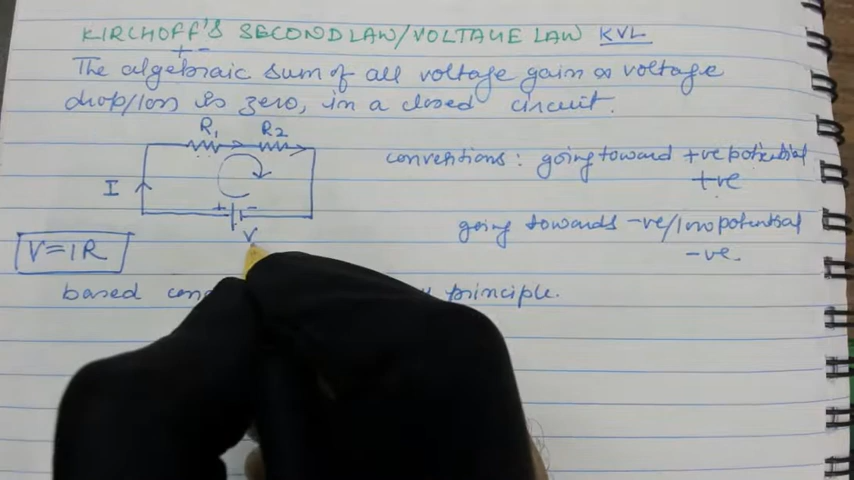 KIRCHOFF'S SECOND LAW/VOLTAGE LAW KVL
+ -
The algebraic sum of all voltage gain or voltage
drop/loss is zero, in a closed circuit.
R1 R2
conventions: going toward +ve potential
+ve
I
+ -
going towards -ve/low potential
-ve.
V
V=IR
based principle.